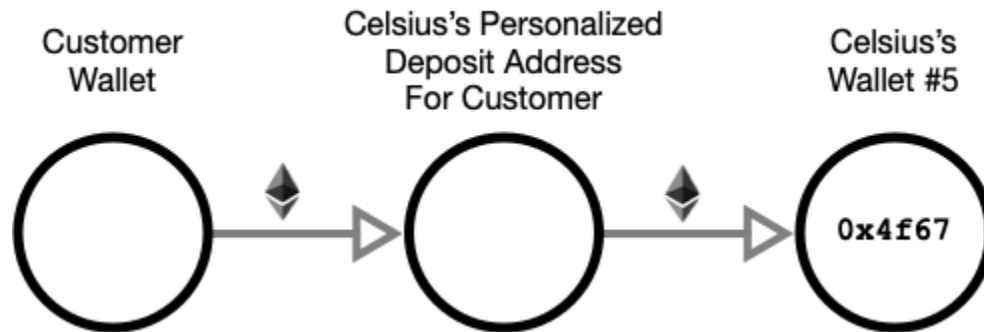 Customer
Wallet
Celsius’s Personalized
Deposit Address
For Customer
Celsius’s
Wallet #5
0x4f67